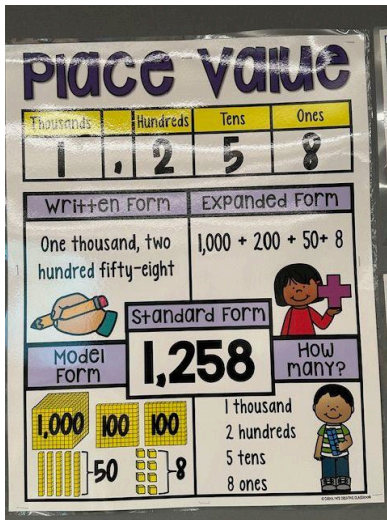 Place Value
Thousands Hundreds Tens Ones
1 , 2 5 8
Written Form
One thousand, two
hundred fifty-eight
Expanded Form
1,000 + 200 + 50+ 8
Standard Form
1,258
Model
Form
1,000 100 100
50 8
How
many?
1 thousand
2 hundreds
5 tens
8 ones